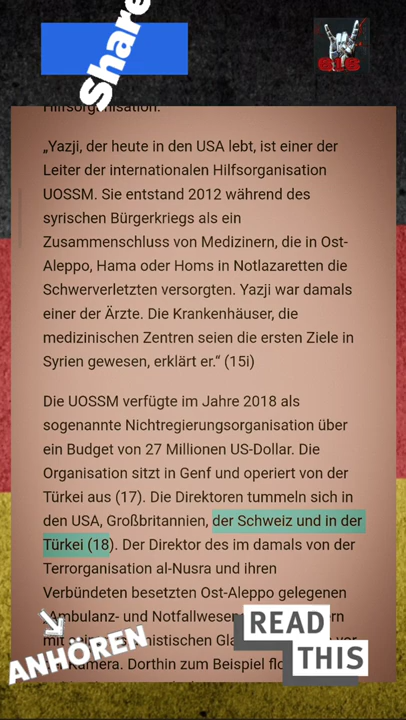 Share
SLS
Hilfsorganisation.
„Yazji, der heute in den USA lebt, ist einer der
Leiter der internationalen Hilfsorganisation
UOSSM. Sie entstand 2012 während des
syrischen Bürgerkriegs als ein
Zusammenschluss von Medizinern, die in Ost-
Aleppo, Hama oder Homs in Notlazaretten die
Schwerverletzten versorgten. Yazji war damals
einer der Ärzte. Die Krankenhäuser, die
medizinischen Zentren seien die ersten Ziele in
Syrien gewesen, erklärt er.“ (15i)
Die UOSSM verfügte im Jahre 2018 als
sogenannte Nichtregierungsorganisation über
ein Budget von 27 Millionen US-Dollar. Die
Organisation sitzt in Genf und operiert von der
Türkei aus (17). Die Direktoren tummeln sich in
den USA, Großbritannien, der Schweiz und in der
Türkei (18). Der Direktor des im damals von der
Terrororganisation al-Nusra und ihren
Verbündeten besetzten Ost-Aleppo gelegenen
Ambulanz- und
mit
Kamera. Dorthin zum Beispiel
ANHÖREN
READ
THIS